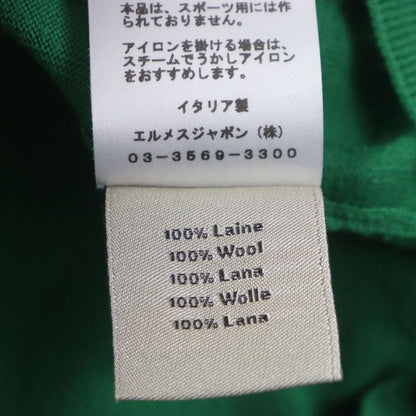 本品は、スポーツ用には作
られておりません。
アイロンを掛ける場合は、
スチームでうかしアイロン
をおすすめします。
イタリア製
エルメスジャポン（株）
03-3569-3300
100% Laine
100% Wool
100% Lana
100% Wolle
100% Lana